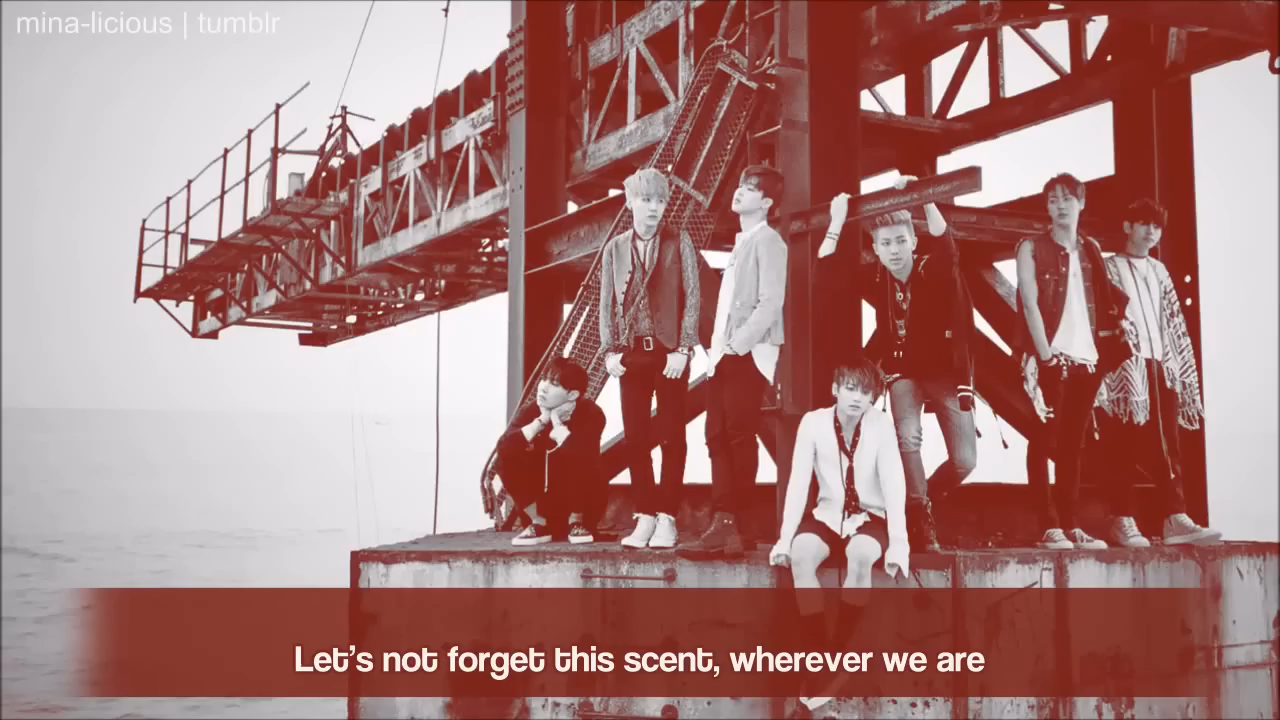 mina-licious | tumblr
Let's not forget this scent, wherever we are